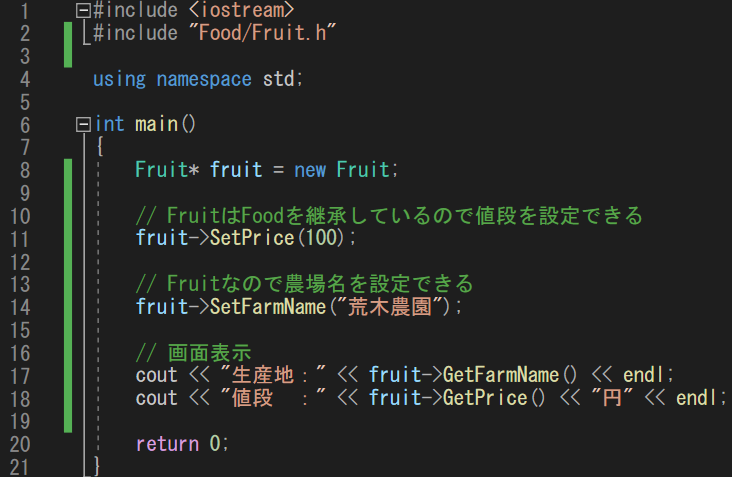 1 #include <iostream>
2 #include "Food/Fruit.h"
3
4 using namespace std;
5
6 int main()
7 {
8 Fruit* fruit = new Fruit;
9
10 // FruitはFoodを継承しているので値段を設定できる
11 fruit->SetPrice(100);
12
13 // Fruitなので農場名を設定できる
14 fruit->SetFarmName("荒木農園");
15
16 // 画面表示
17 cout << "生産地：" << fruit->GetFarmName() << endl;
18 cout << "値段　：" << fruit->GetPrice() << "円" << endl;
19
20 return 0;
21 }